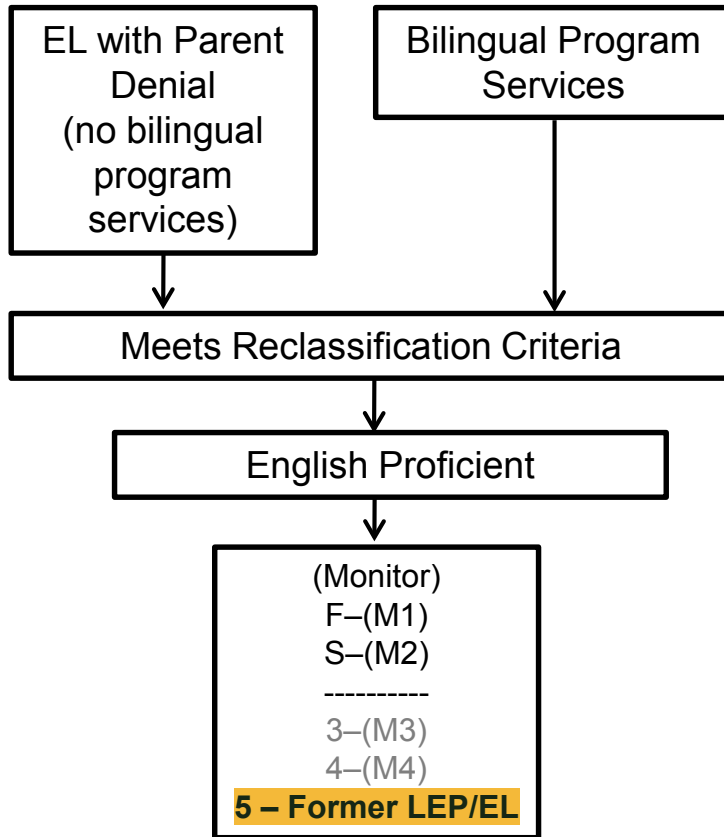 EL with Parent
Denial
(no bilingual
program
services)
Bilingual Program
Services
Meets Reclassification Criteria
English Proficient
(Monitor)
F–(M1)
S–(M2)
----------
3–(M3)
4–(M4)
5 – Former LEP/EL